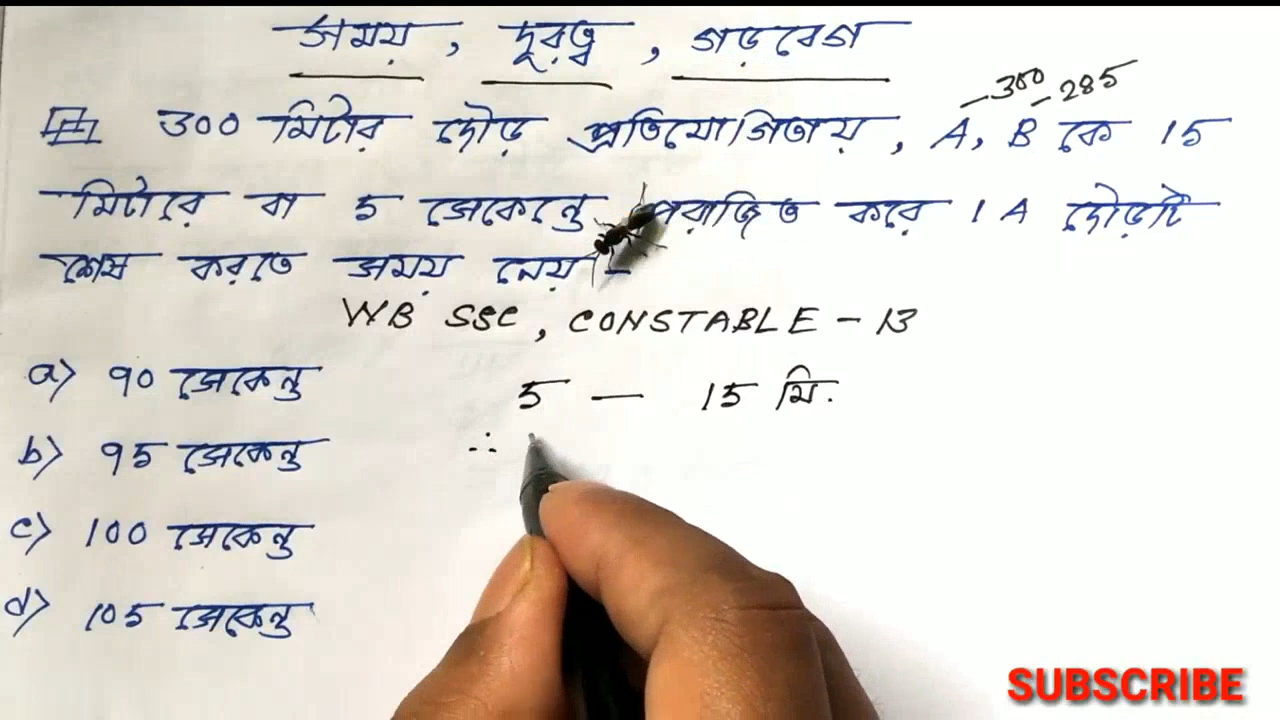 সময়, দূরত্ব, গড়বেগ
-300 -285
300 মিটার দৌড় প্রতিযোগিতায়, A, B কে 15
মিটারে বা 5 সেকেন্ডে পরাজিত করে। A দৌড়টি
শেষ করতে সময় নেয় -
WB SSC, CONSTABLE - 13
a) 90 সেকেন্ড
5 — 15 মি.
b) 95 সেকেন্ড
∴
c) 100 সেকেন্ড
d) 105 সেকেন্ড
SUBSCRIBE